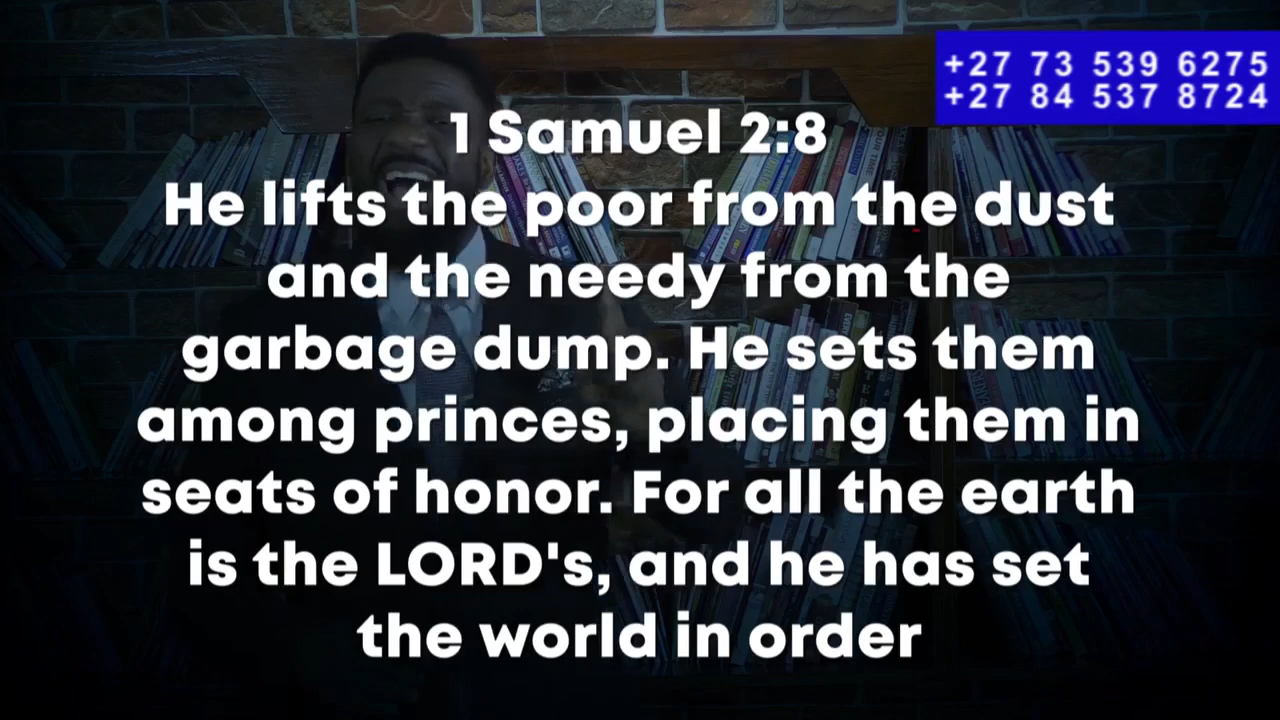 +27 73 539 6275
+27 84 537 8724
1 Samuel 2:8
He lifts the poor from the dust
and the needy from the
garbage dump. He sets them
among princes, placing them in
seats of honor. For all the earth
is the LORD's, and he has set
the world in order